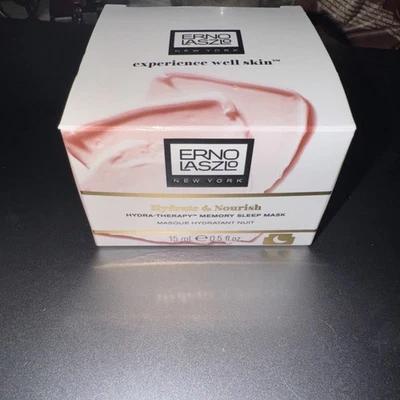 ERNO
LASZLO
NEW YORK
experience well skin™
ERNO
LASZLO
NEW YORK
Hydrate & Nourish
HYDRA-THERAPY™ MEMORY SLEEP MASK
MASQUE HYDRATANT NUIT
15 ml ℮ 0.5 fl.oz.